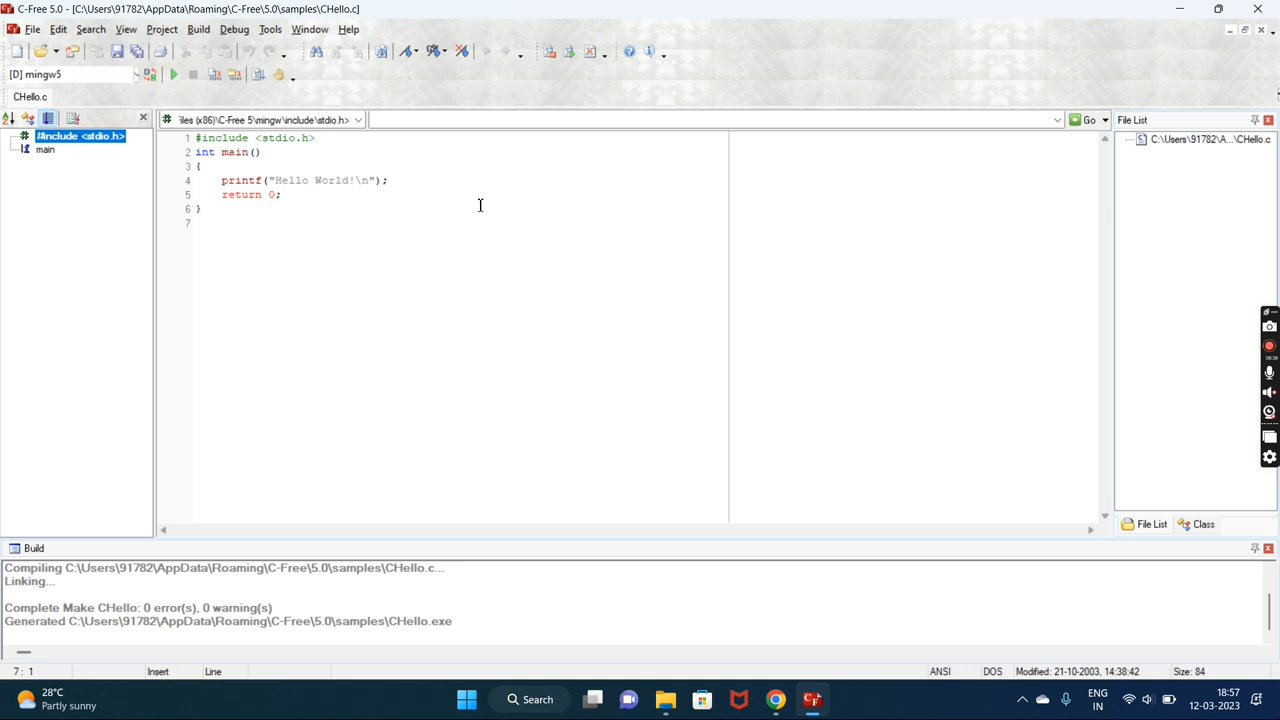 C-Free 5.0 - [C:\Users\91782\AppData\Roaming\C-Free\5.0\samples\CHello.c]
File Edit Search View Project Build Debug Tools Window Help
[D] mingw5
CHello.c
#include <stdio.h>
main
iles (x86)\C-Free 5\mingw\include\stdio.h>
Go
File List
C:\Users\91782\A...\CHello.c
1 #include <stdio.h>
2 int main()
3 {
4 printf("Hello World!\n");
5 return 0;
6 }
7
File List Class
Build
Compiling C:\Users\91782\AppData\Roaming\C-Free\5.0\samples\CHello.c...
Linking...
Complete Make CHello: 0 error(s), 0 warning(s)
Generated C:\Users\91782\AppData\Roaming\C-Free\5.0\samples\CHello.exe
7: 1 Insert Line ANSI DOS Modified: 21-10-2003, 14:38:42 Size: 84
28°C
Partly sunny
Search
ENG
IN
18:57
12-03-2023